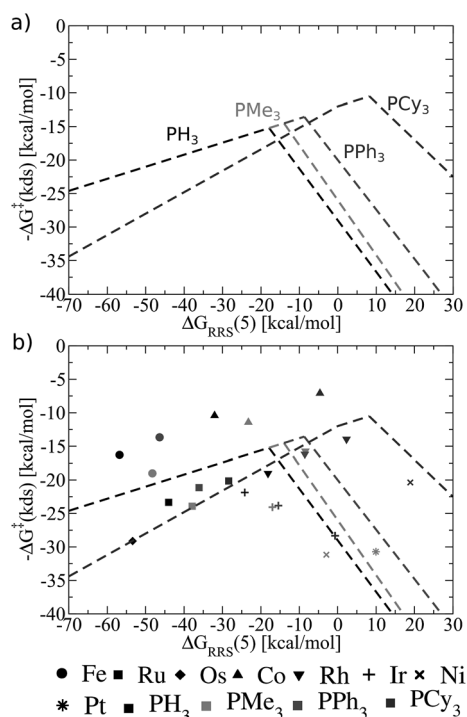 a)
0
-5
-10
-15
-20
-25
-30
-35
-40
-ΔG‡(kds) [kcal/mol]
PH3
PMe3
PPh3
PCy3
-70 -60 -50 -40 -30 -20 -10 0 10 20 30
ΔGRRS(5) [kcal/mol]
b)
0
-5
-10
-15
-20
-25
-30
-35
-40
-ΔG‡(kds) [kcal/mol]
-70 -60 -50 -40 -30 -20 -10 0 10 20 30
ΔGRRS(5) [kcal/mol]
Fe Ru Os Co Rh Ir Ni
Pt PH3 PMe3 PPh3 PCy3